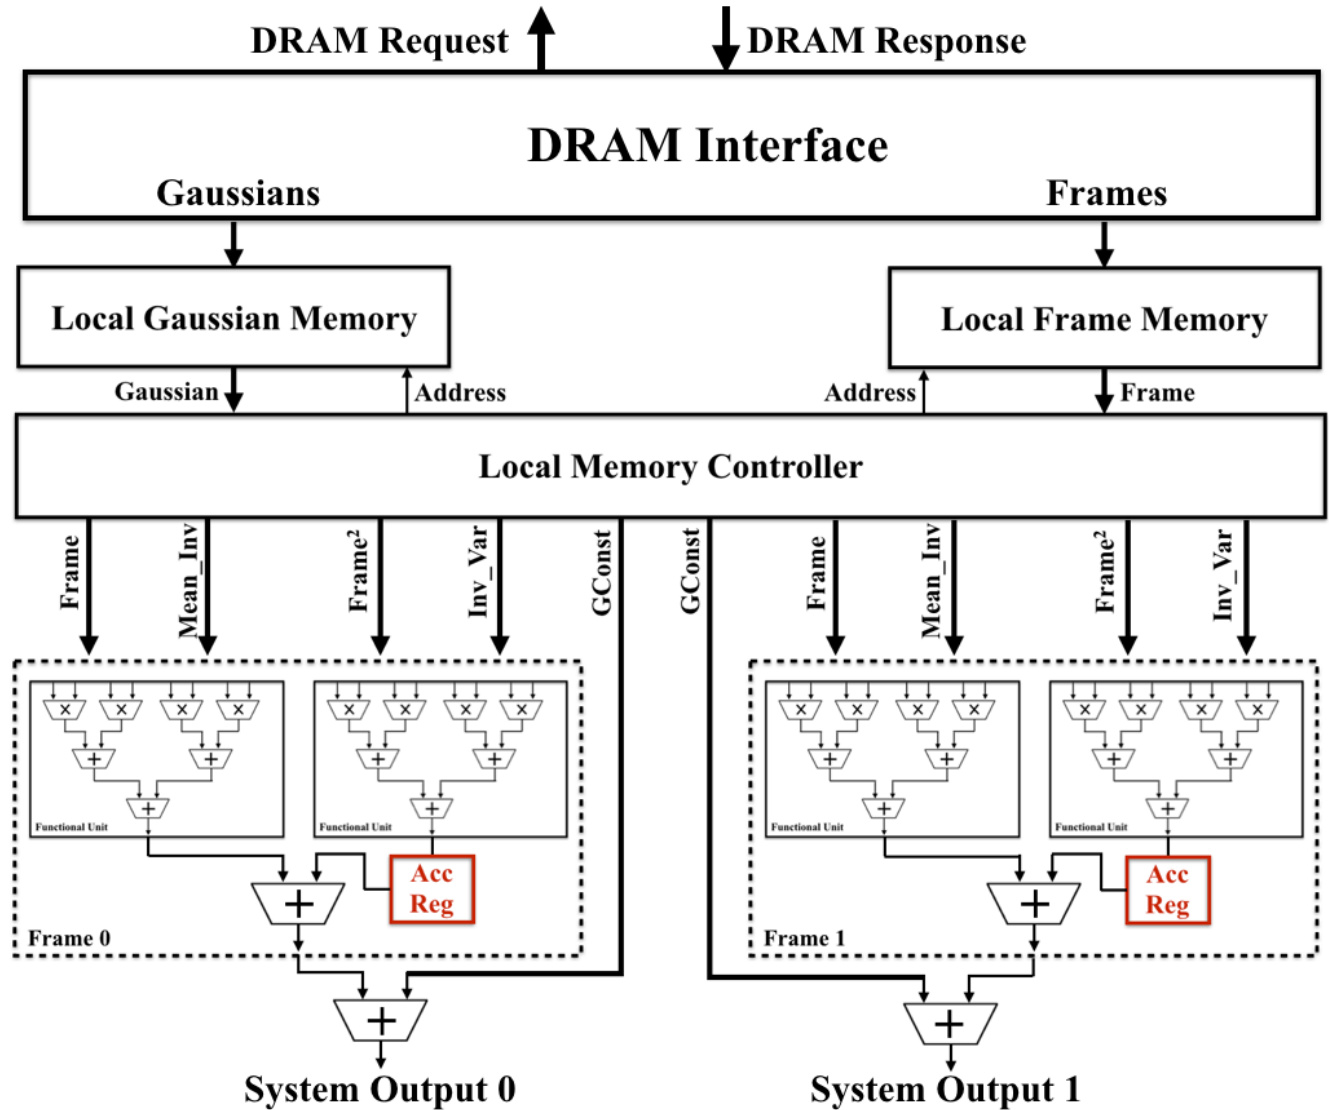 DRAM Request
DRAM Response
DRAM Interface
Gaussians
Frames
Local Gaussian Memory
Local Frame Memory
Gaussian
Address
Address
Frame
Local Memory Controller
Frame
Mean_Inv
Frame²
Inv_Var
GConst
GConst
Frame
Mean_Inv
Frame²
Inv_Var
× × × × × × × ×
× × × × × × × ×
+ + + +
+ + + +
+ +
+ +
Functional Unit
Functional Unit
Functional Unit
Functional Unit
Acc
Reg
Acc
Reg
+
+
Frame 0
Frame 1
+
+
System Output 0
System Output 1